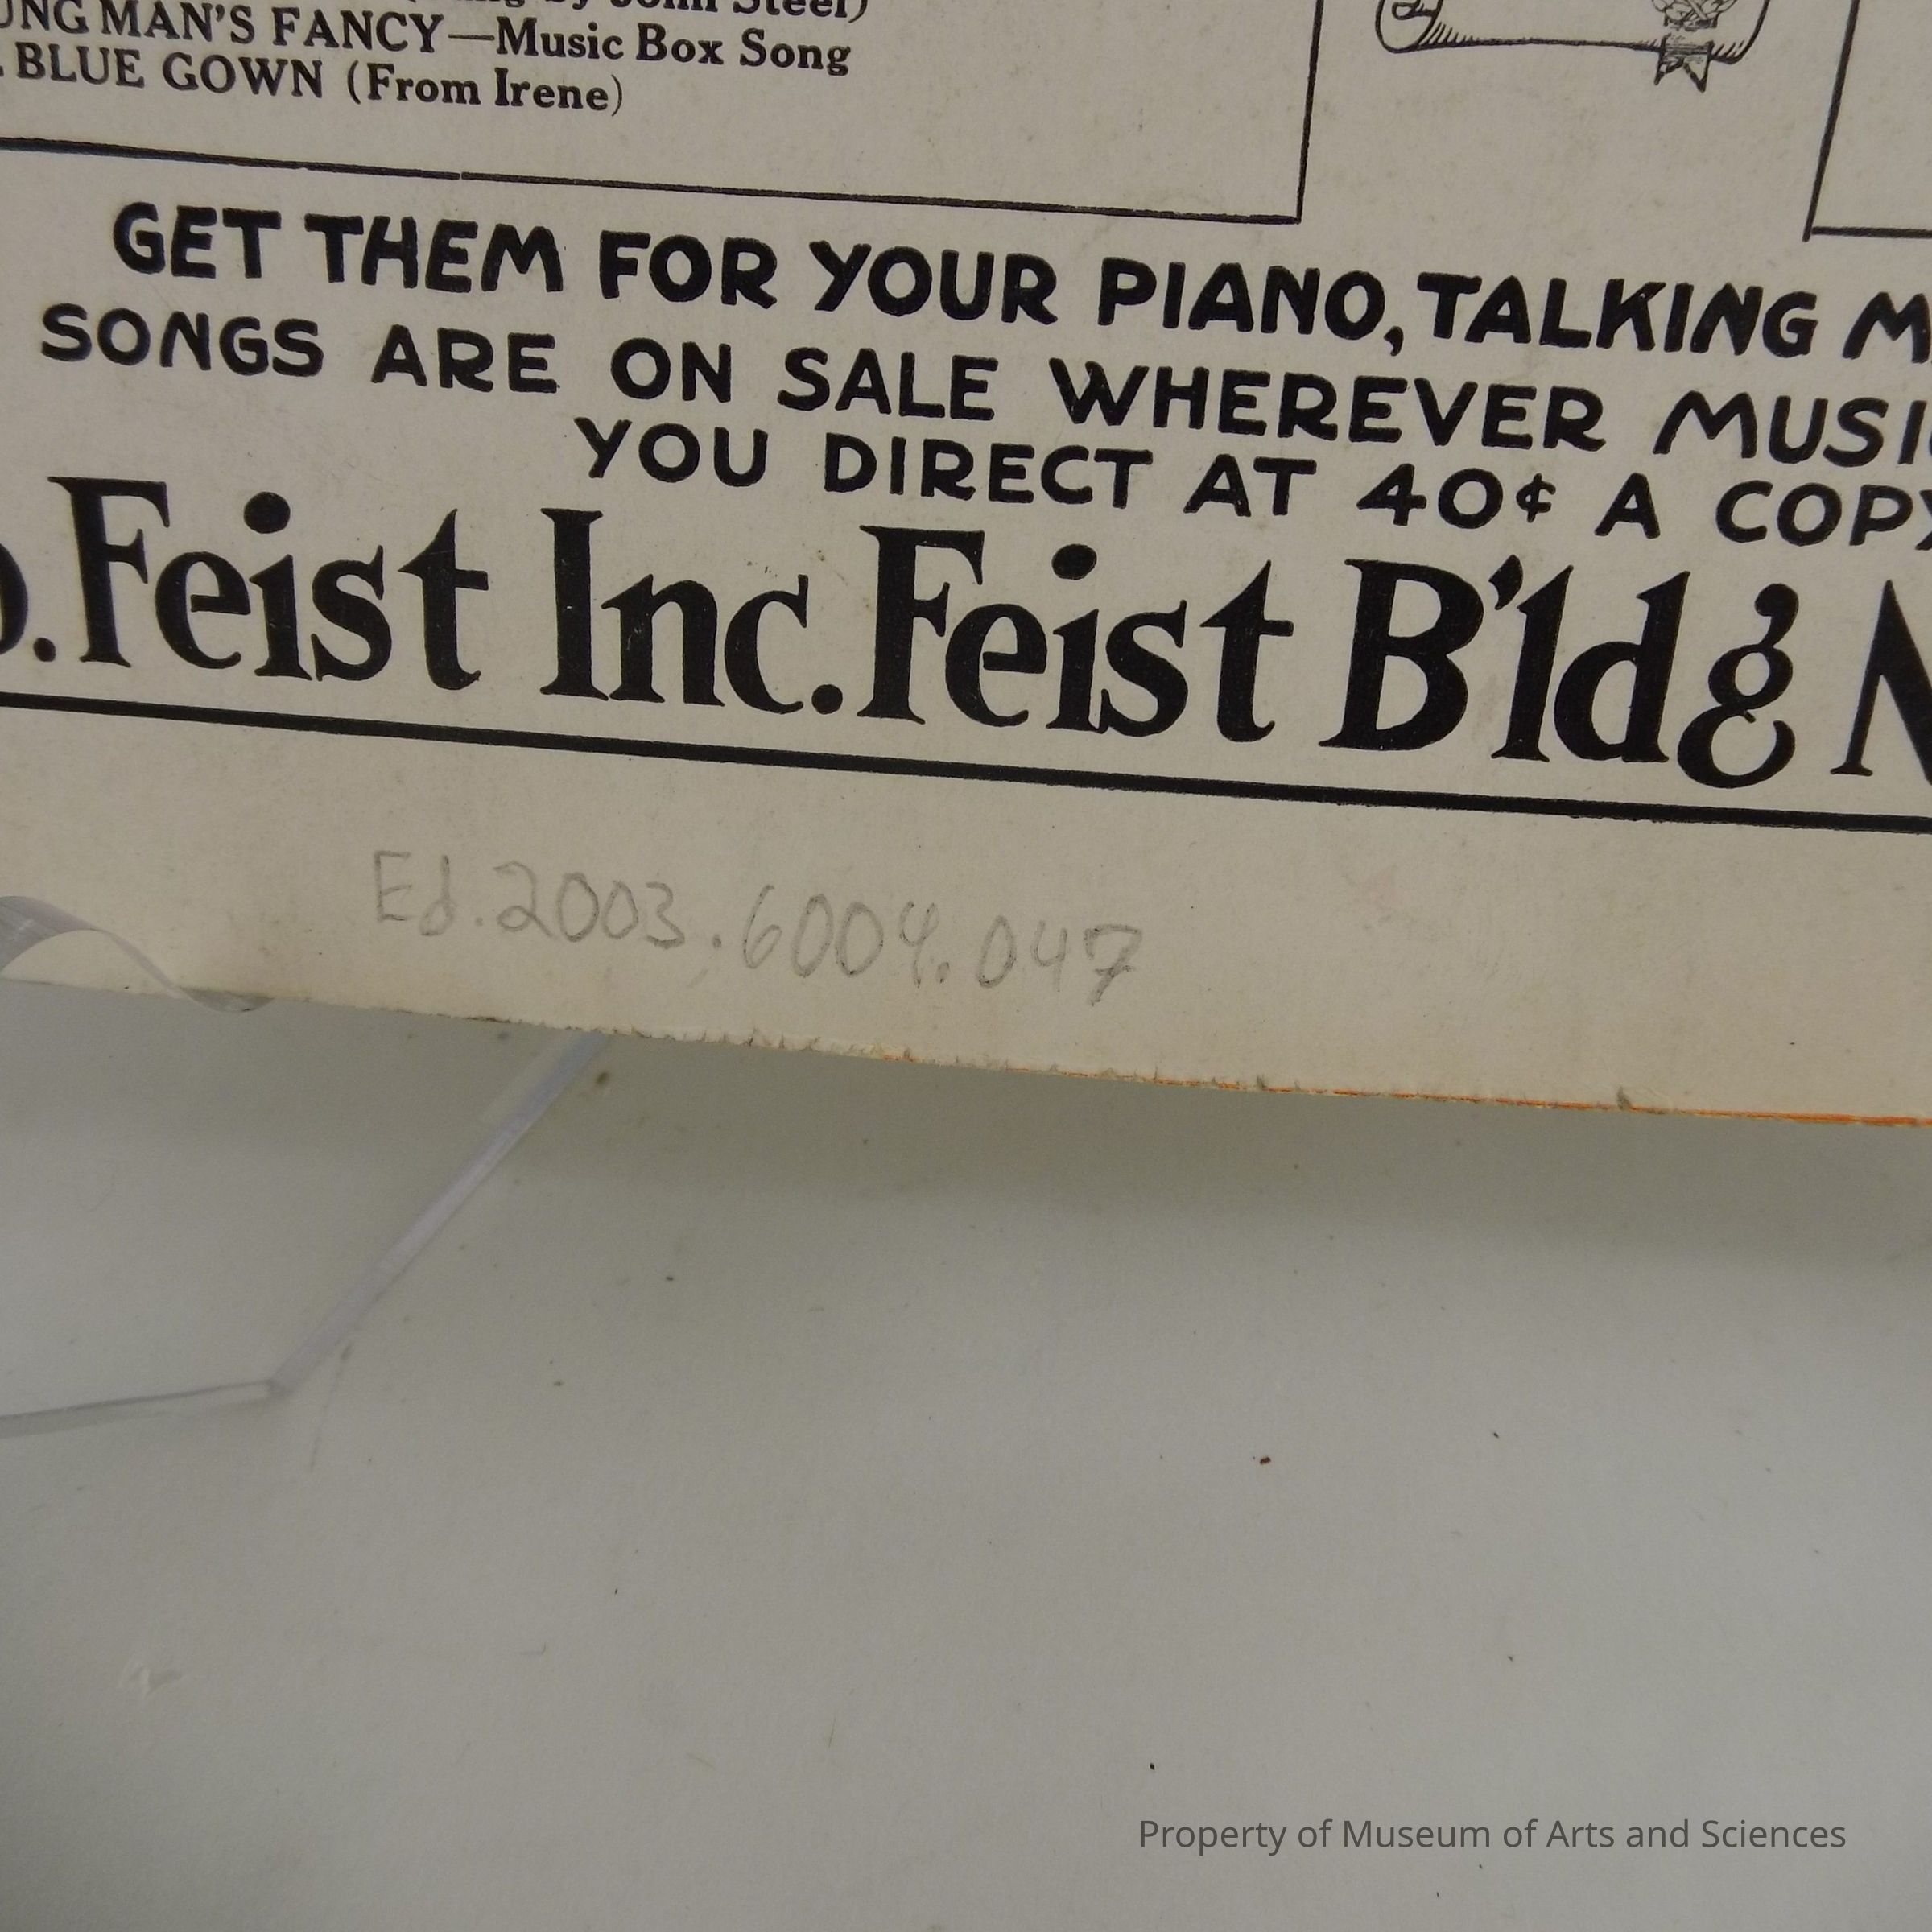 MAN'S FANCY—Music Box Song
BLUE GOWN (From Irene)
GET THEM FOR YOUR PIANO, TALKING
SONGS ARE ON SALE WHEREVER
YOU DIRECT AT 40¢ A COPY
Feist Inc. Feist B'ld'g
Ed.2003.6004.047
Property of Museum of Arts and Sciences